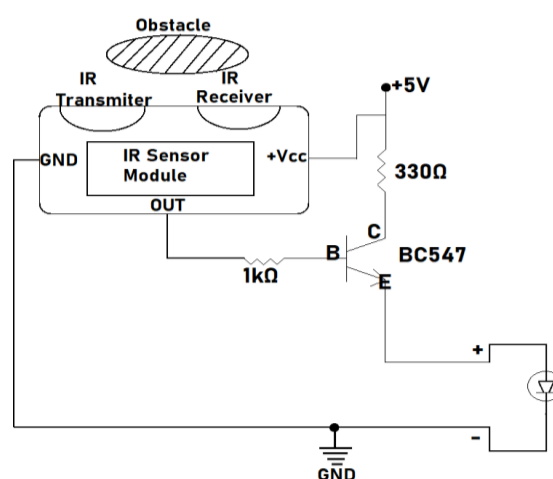 Obstacle
IR
Transmiter
IR
Receiver
+5V
GND
IR Sensor
Module
+Vcc
330Ω
OUT
C
B
BC547
1kΩ
E
+
-
GND